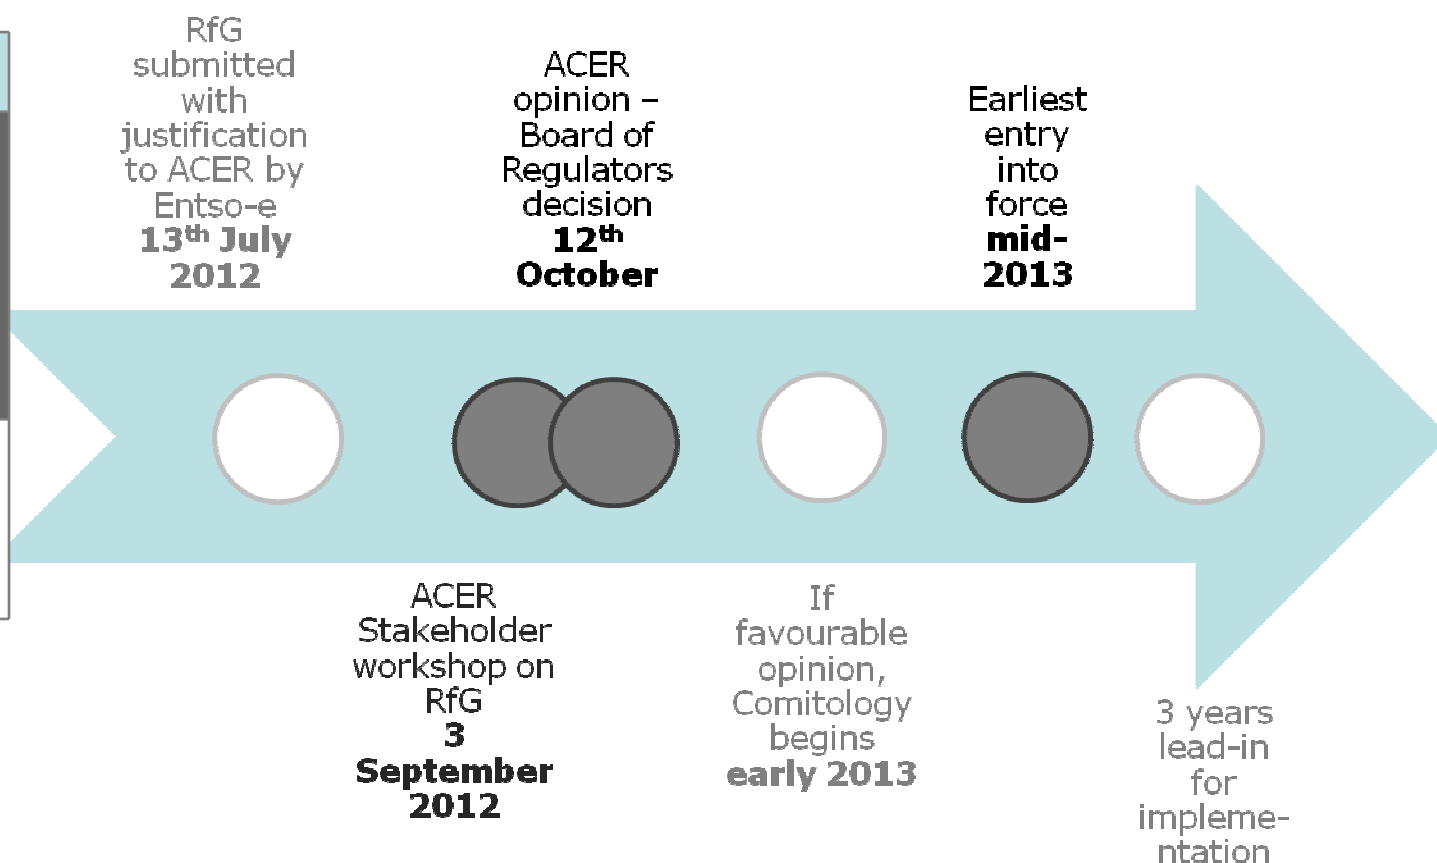 RfG
submitted
with
justification
to ACER by
Entso-e
13th July
2012
ACER
Stakeholder
workshop on
RfG
3
September
2012
ACER
opinion –
Board of
Regulators
decision
12th
October
If
favourable
opinion,
Comitology
begins
early 2013
Earliest
entry
into
force
mid-
2013
3 years
lead-in
for
impleme-
ntation